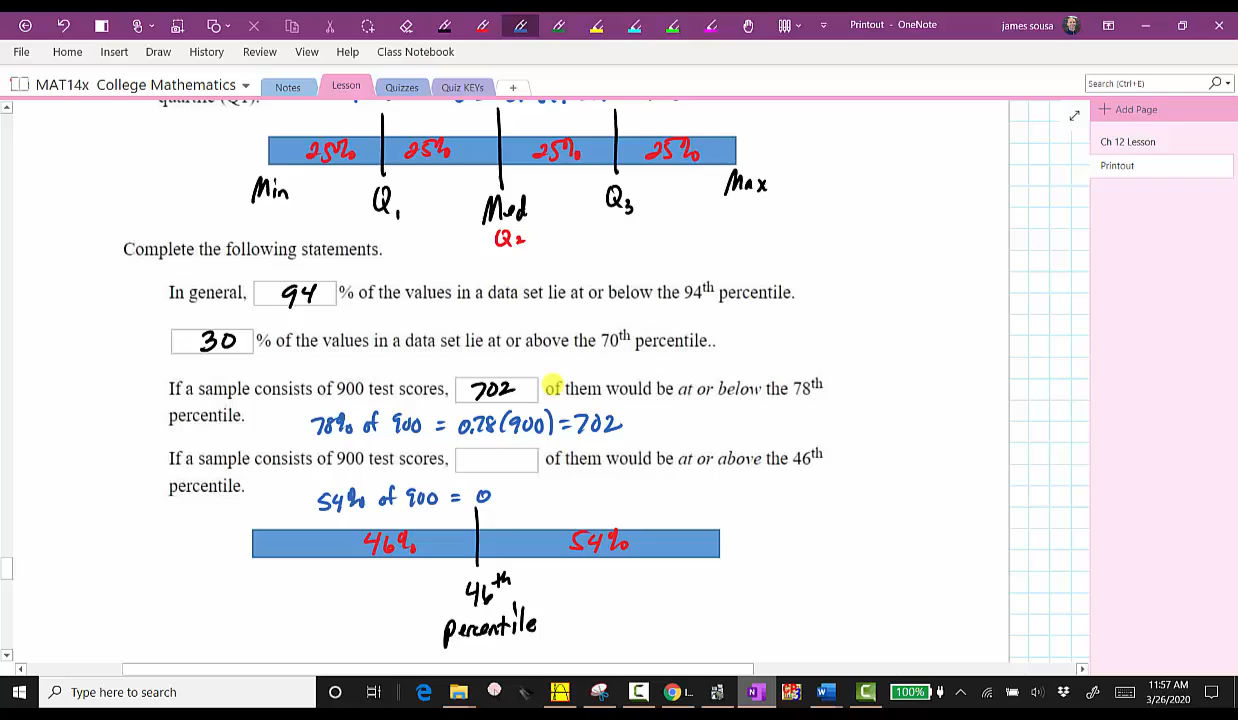 Printout - OneNote
james sousa
File Home Insert Draw History Review View Help Class Notebook
MAT14x College Mathematics
Notes Lesson Quizzes Quiz KEYs +
Search (Ctrl+E)
Add Page
Ch 12 Lesson
Printout
quartile (Q1).
25% 25% 25% 25%
Min Q1 Med Q3 Max
Q2
Complete the following statements.
In general, 94 % of the values in a data set lie at or below the 94th percentile.
30 % of the values in a data set lie at or above the 70th percentile..
If a sample consists of 900 test scores, 702 of them would be at or below the 78th
percentile.
78% of 900 = 0.78(900) = 702
If a sample consists of 900 test scores, of them would be at or above the 46th
percentile.
54% of 900 = 0
46% 54%
46th
percentile
Type here to search
100%
11:57 AM
3/26/2020